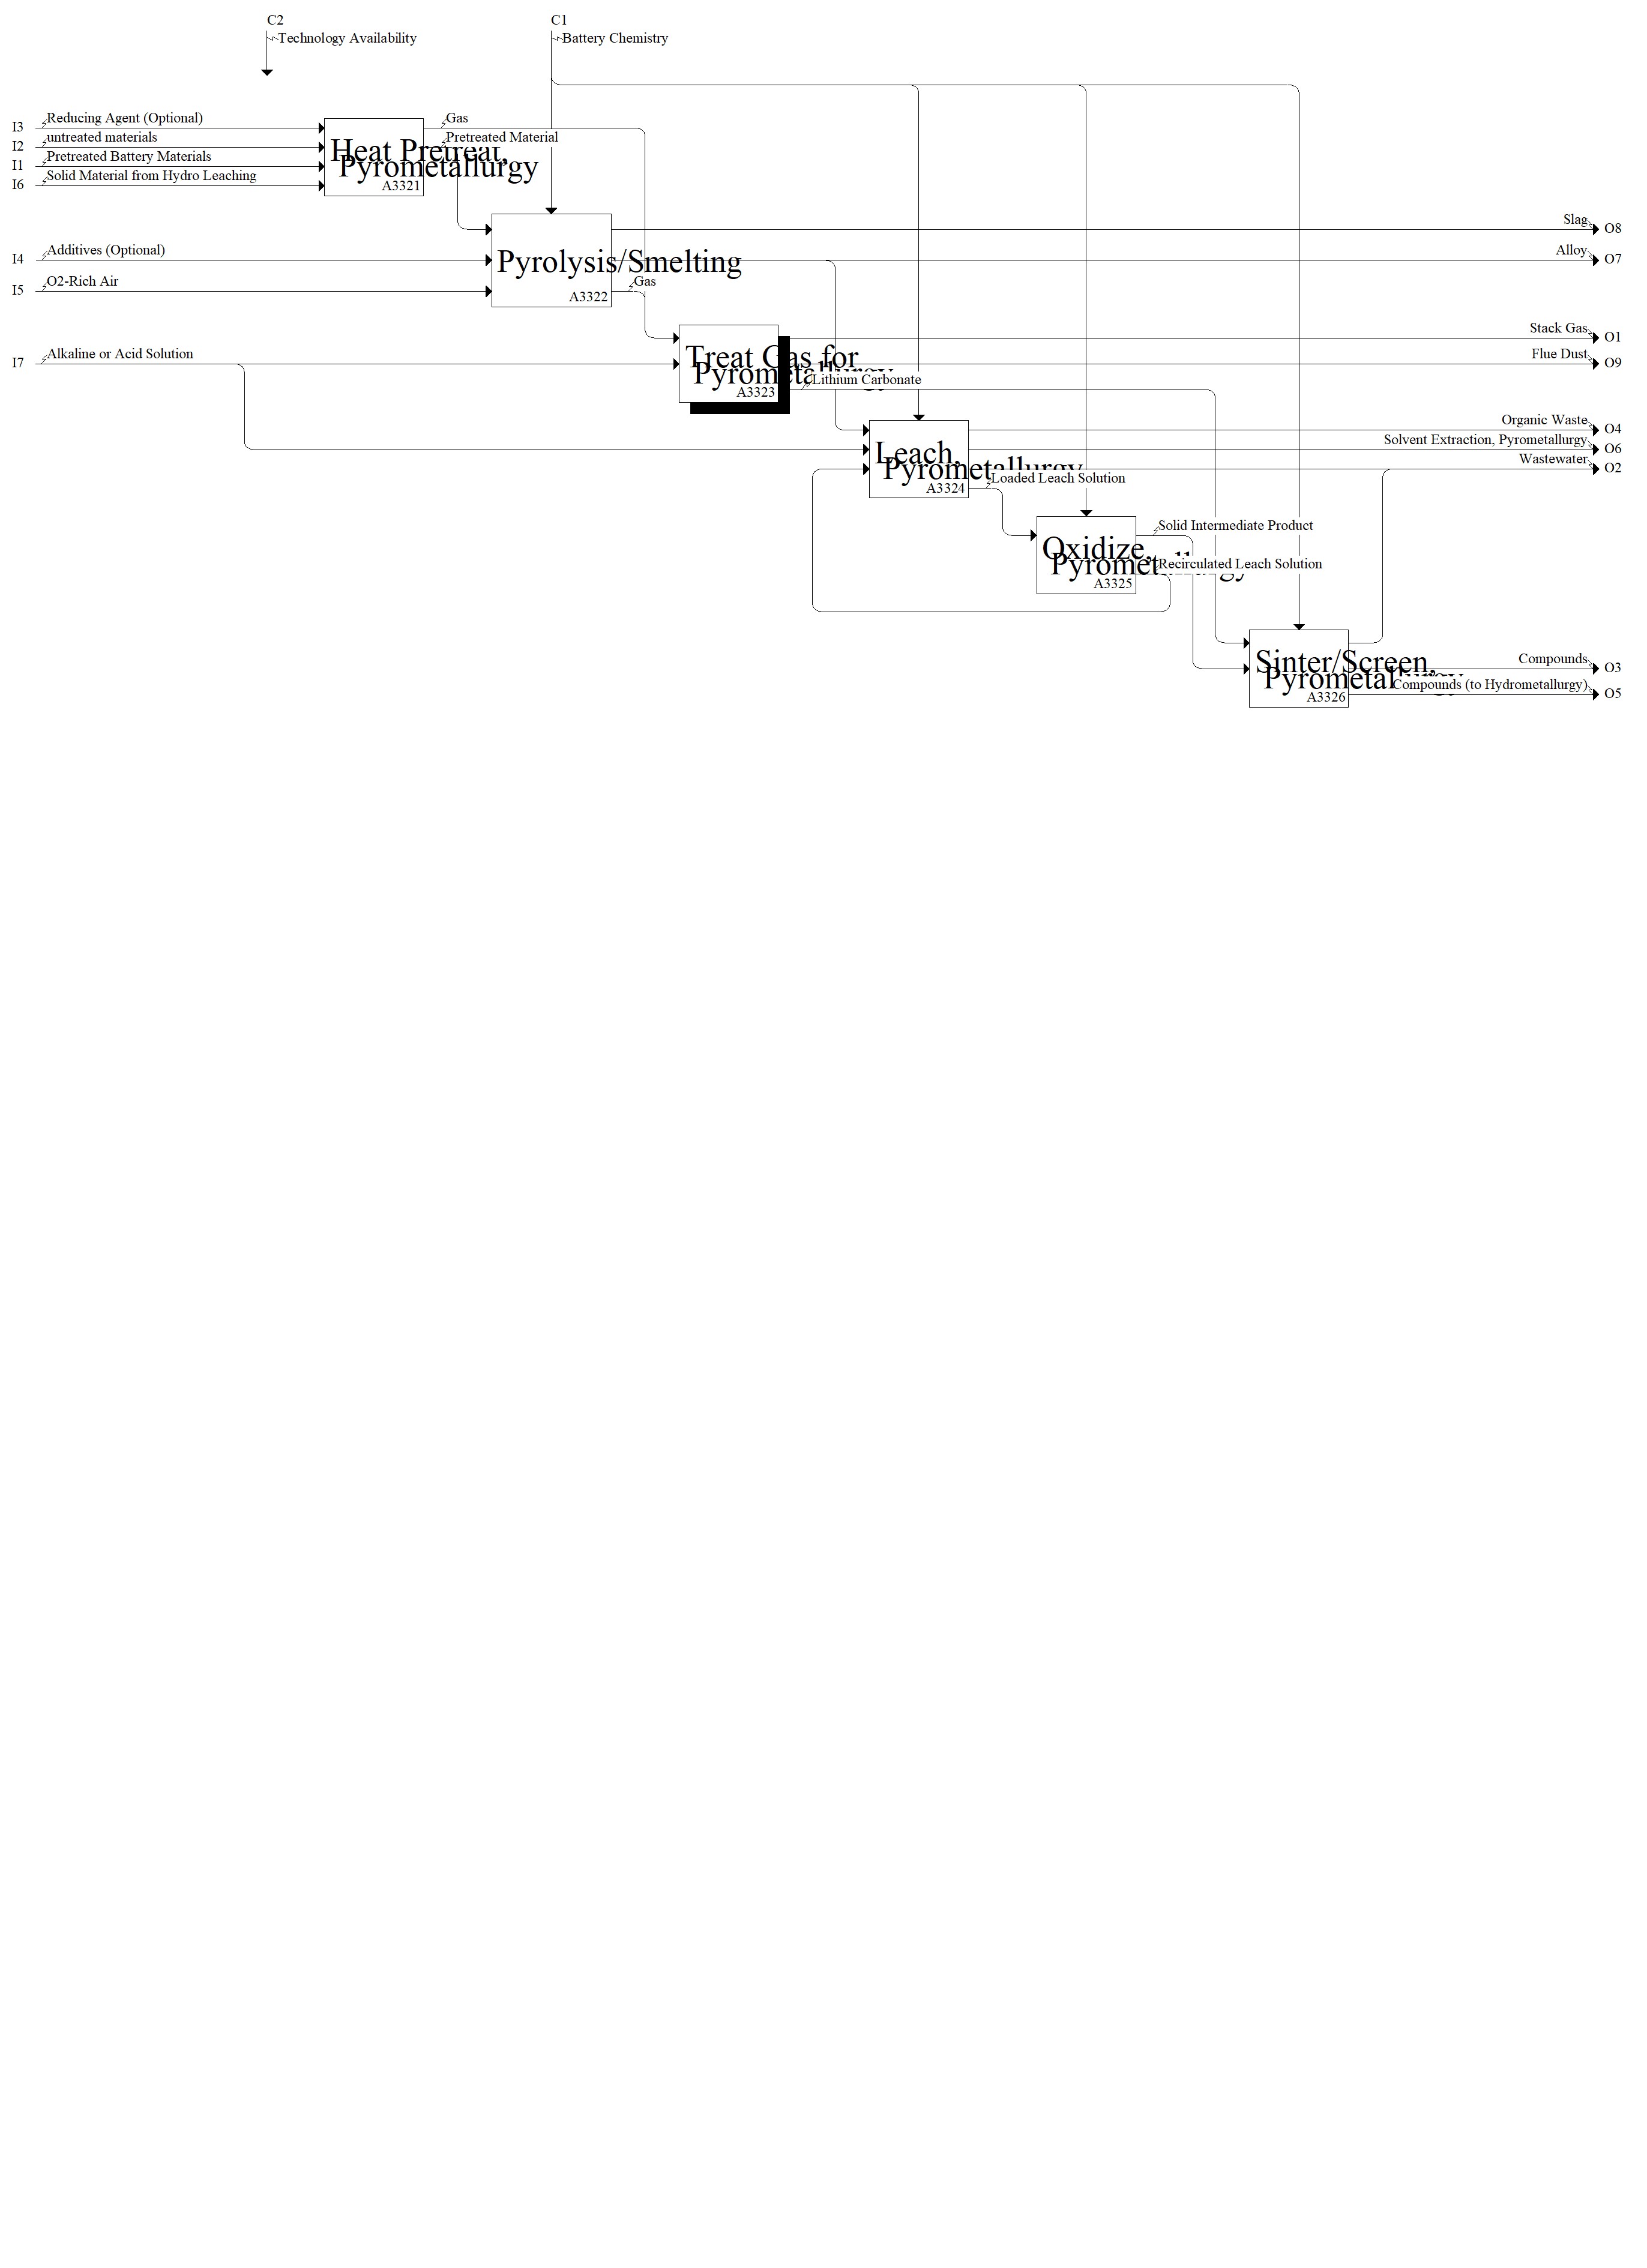 C2
Technology Availability
C1
Battery Chemistry
I3
Reducing Agent (Optional)
I2
untreated materials
I1
Pretreated Battery Materials
I6
Solid Material from Hydro Leaching
Gas
Pretreated Material
Heat Pretreat,
Pyrometallurgy
A3321
Slag
O8
I4
Additives (Optional)
Pyrolysis/Smelting
A3322
Alloy
O7
I5
O2-Rich Air
Gas
Stack Gas
O1
I7
Alkaline or Acid Solution
Treat Gas for
Pyrometallurgy
A3323
Flue Dust
O9
Lithium Carbonate
Organic Waste
O4
Solvent Extraction, Pyrometallurgy
O6
Wastewater
O2
Leach,
Pyrometallurgy
A3324
Loaded Leach Solution
Solid Intermediate Product
Oxidize,
Pyrometallurgy
A3325
Recirculated Leach Solution
Sinter/Screen,
Pyrometallurgy
A3326
Compounds
O3
Compounds (to Hydrometallurgy)
O5